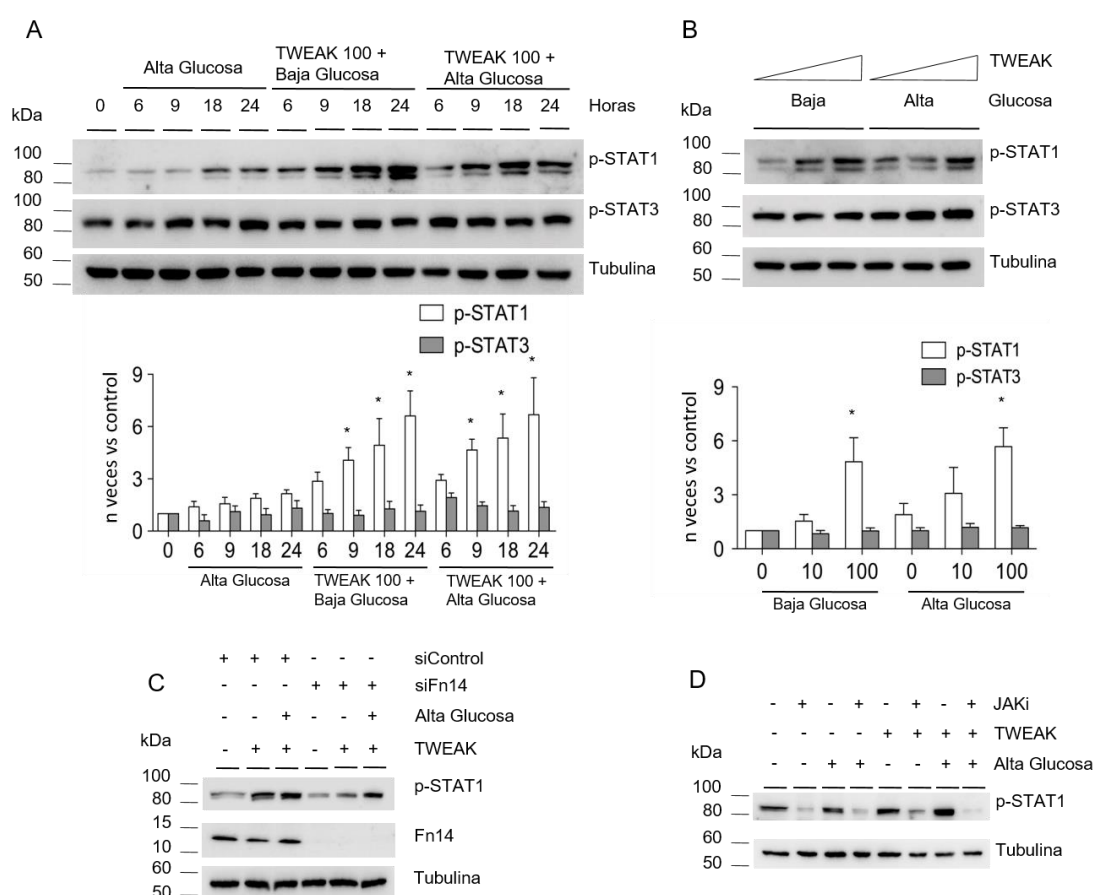 A
Alta Glucosa
TWEAK 100 +
Baja Glucosa
TWEAK 100 +
Alta Glucosa
kDa
0 6 9 18 24 6 9 18 24 6 9 18 24 Horas
100
80
p-STAT1
100
80
p-STAT3
60
50
Tubulina
p-STAT1
p-STAT3
n veces vs control
9
6
3
0
* * * * * *
0 6 9 18 24 6 9 18 24 6 9 18 24
Alta Glucosa
TWEAK 100 +
Baja Glucosa
TWEAK 100 +
Alta Glucosa
B
TWEAK
Baja Alta Glucosa
kDa
100
80
p-STAT1
100
80
p-STAT3
60
50
Tubulina
p-STAT1
p-STAT3
n veces vs control
9
6
3
0
* *
0 10 100 0 10 100
Baja Glucosa Alta Glucosa
C
+ + + - - - siControl
- - - + + + siFn14
- - + - - + Alta Glucosa
- + + - + + TWEAK
kDa
100
80
p-STAT1
15
10
Fn14
60
50
Tubulina
D
- + - + - + - + JAKi
- - - - + + + + TWEAK
- - + + - - + + Alta Glucosa
kDa
100
80
p-STAT1
60
50
Tubulina